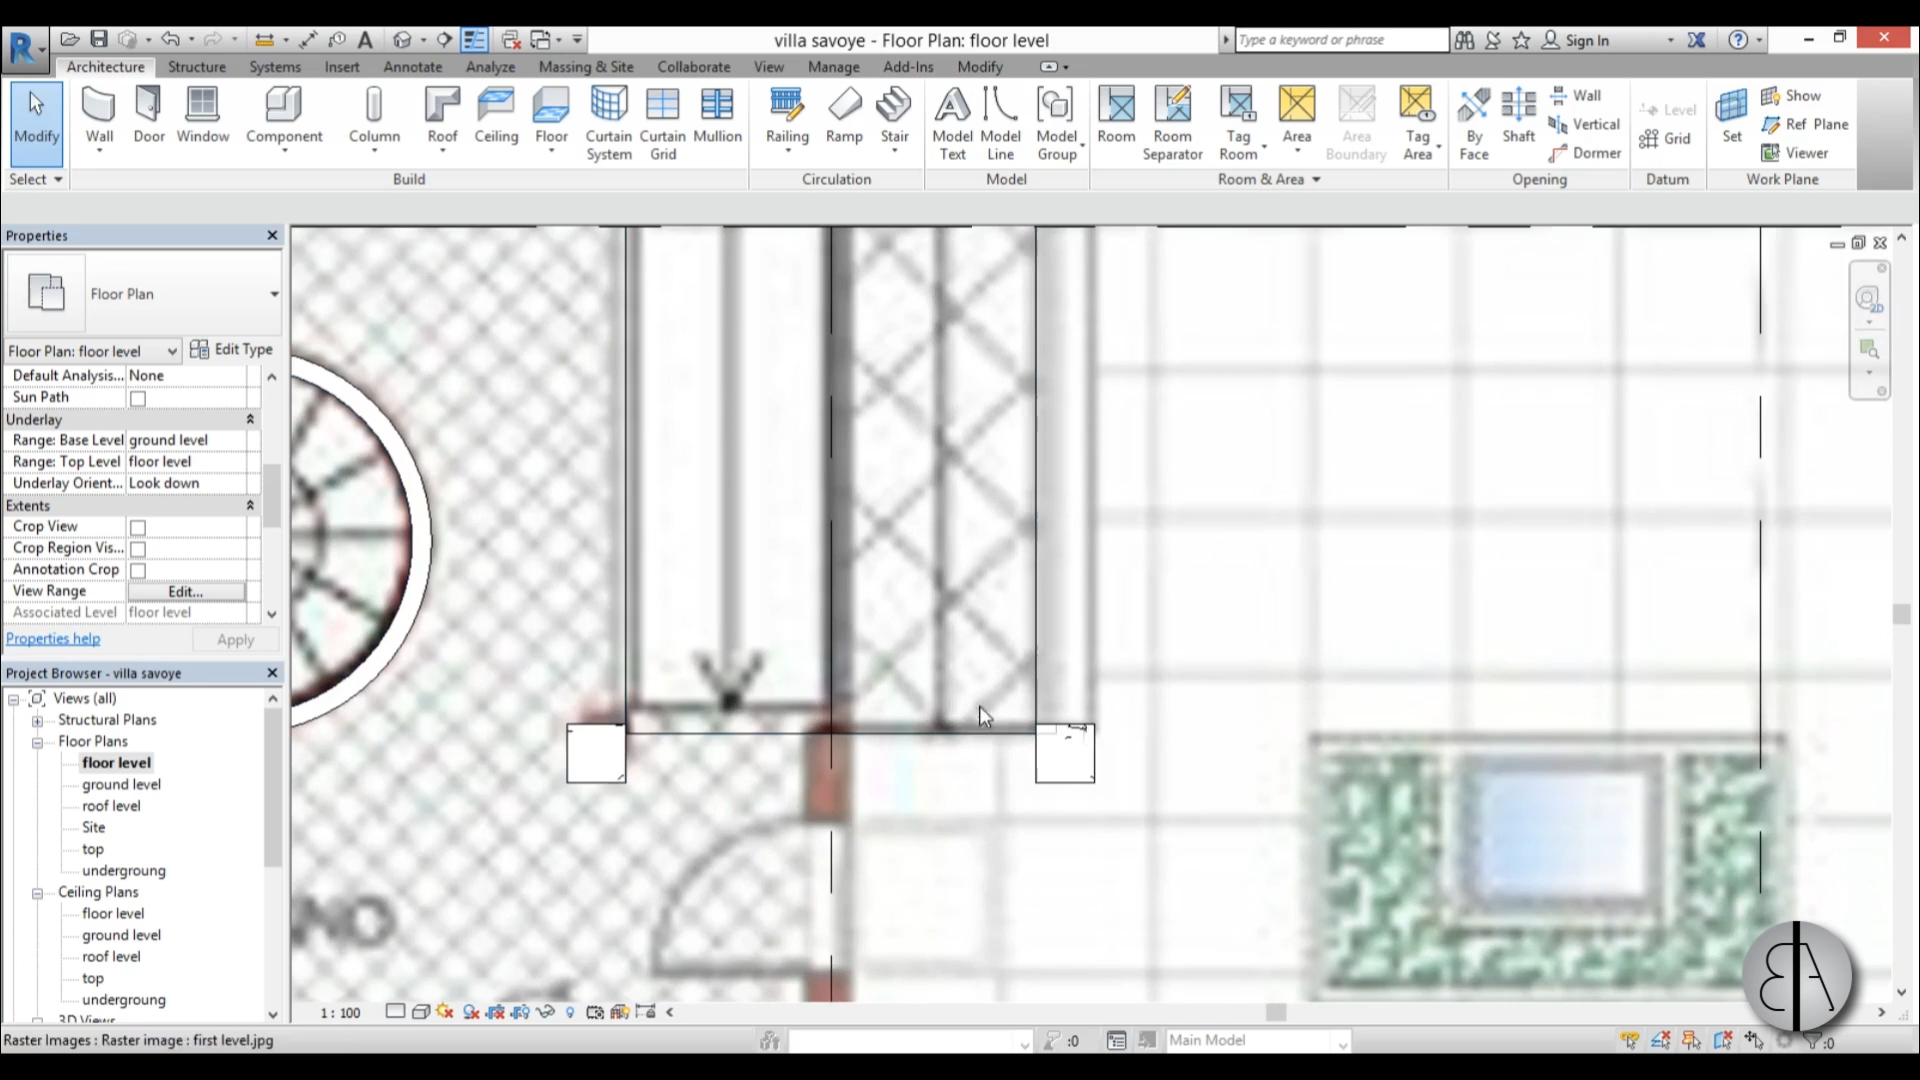 villa savoye - Floor Plan: floor level
Type a keyword or phrase
Sign In
Architecture Structure Systems Insert Annotate Analyze Massing & Site Collaborate View Manage Add-Ins Modify
Modify
Wall
Door
Window
Component
Column
Roof
Ceiling
Floor
Curtain System
Curtain Grid
Mullion
Railing
Ramp
Stair
Model Text
Model Line
Model Group
Room
Room Separator
Tag Room
Area
Area Boundary
Tag Area
By Face
Shaft
Wall
Vertical
Dormer
Level
Grid
Set
Show
Ref Plane
Viewer
Select
Build
Circulation
Model
Room & Area
Opening
Datum
Work Plane
Properties
Floor Plan
Floor Plan: floor level
Edit Type
Default Analysis... None
Sun Path
Underlay
Range: Base Level ground level
Range: Top Level floor level
Underlay Orient... Look down
Extents
Crop View
Crop Region Vis...
Annotation Crop
View Range Edit...
Associated Level floor level
Properties help
Apply
Project Browser - villa savoye
Views (all)
Structural Plans
Floor Plans
floor level
ground level
roof level
Site
top
undergroung
Ceiling Plans
floor level
ground level
roof level
top
undergroung
3D Views
2D
1 : 100
Raster Images : Raster image : first level.jpg
:0
Main Model
:0